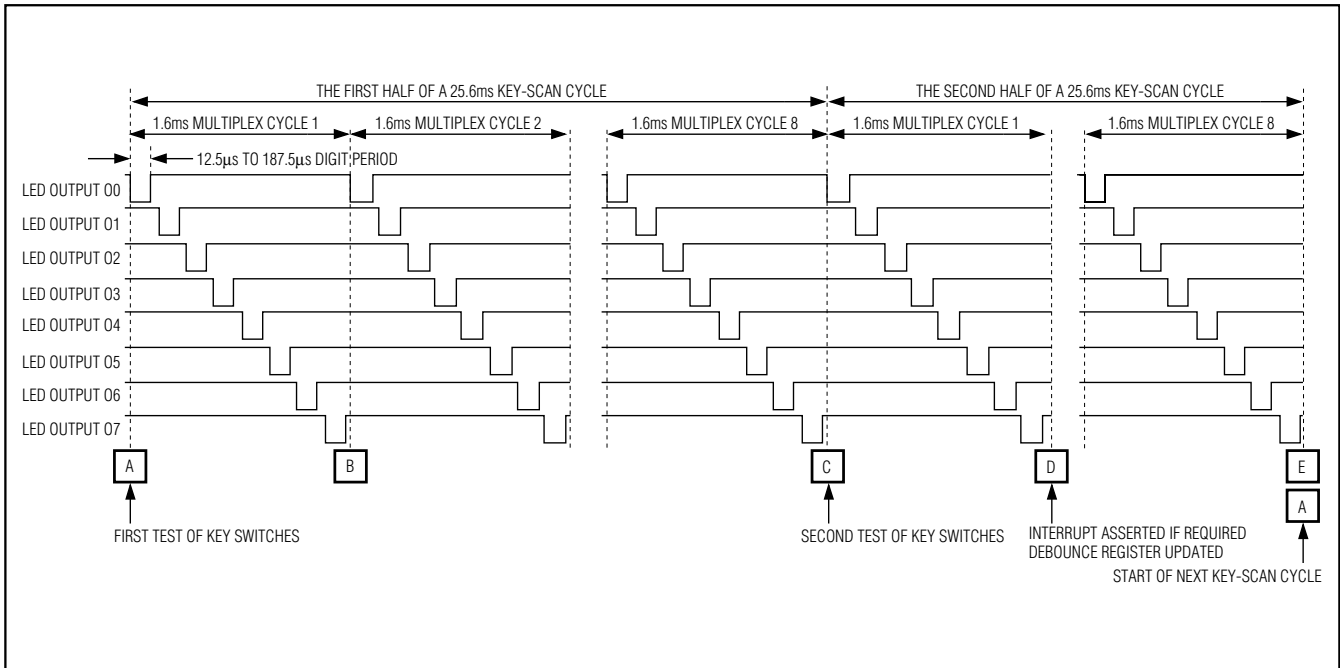 THE FIRST HALF OF A 25.6ms KEY-SCAN CYCLE
THE SECOND HALF OF A 25.6ms KEY-SCAN CYCLE
1.6ms MULTIPLEX CYCLE 1
1.6ms MULTIPLEX CYCLE 2
1.6ms MULTIPLEX CYCLE 8
1.6ms MULTIPLEX CYCLE 1
1.6ms MULTIPLEX CYCLE 8
12.5μs TO 187.5μs DIGIT PERIOD
LED OUTPUT O0
LED OUTPUT O1
LED OUTPUT O2
LED OUTPUT O3
LED OUTPUT O4
LED OUTPUT O5
LED OUTPUT O6
LED OUTPUT O7
A
B
C
D
E
A
FIRST TEST OF KEY SWITCHES
SECOND TEST OF KEY SWITCHES
INTERRUPT ASSERTED IF REQUIRED
DEBOUNCE REGISTER UPDATED
START OF NEXT KEY-SCAN CYCLE